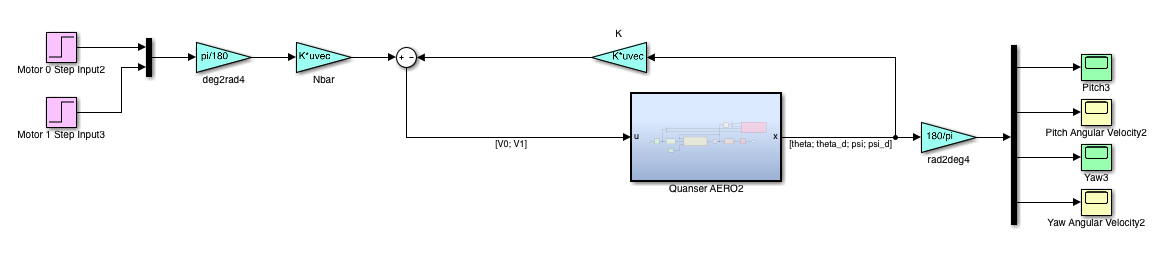 Motor 0 Step Input2
Motor 1 Step Input3
pi/180
deg2rad4
K*uvec
Nbar
+ -
K
K*uvec
[V0; V1]
u
x
Quanser AERO2
[theta; theta_d; psi; psi_d]
180/pi
rad2deg4
Pitch3
Pitch Angular Velocity2
Yaw3
Yaw Angular Velocity2